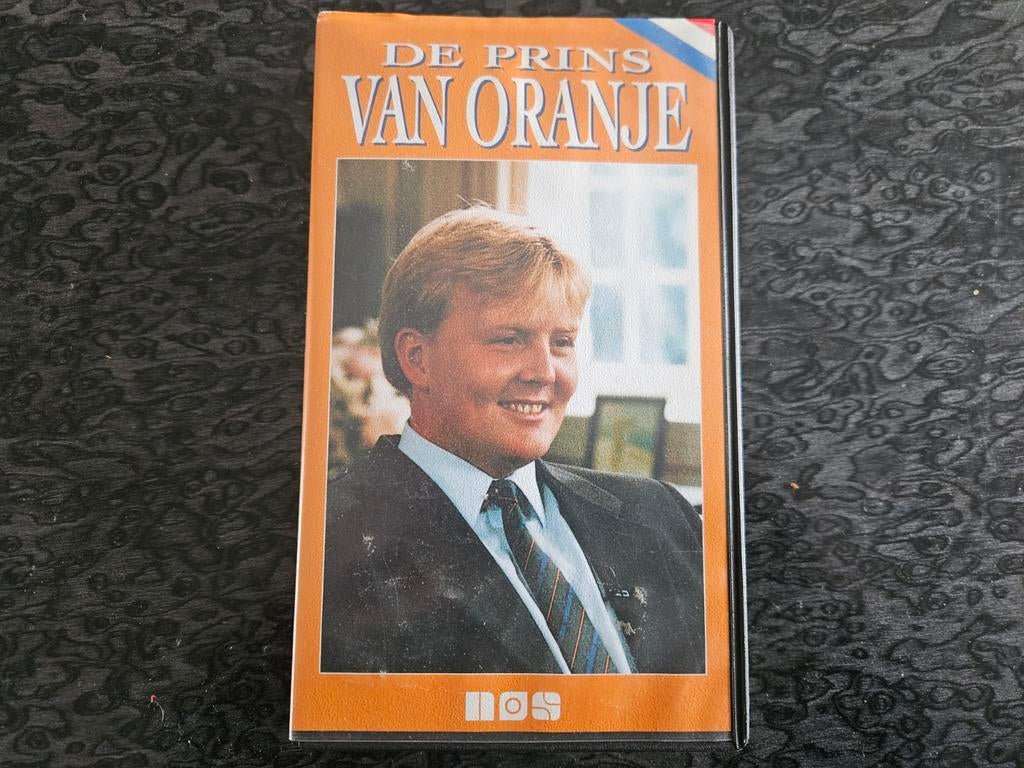 DE PRINS
VAN ORANJE
nos